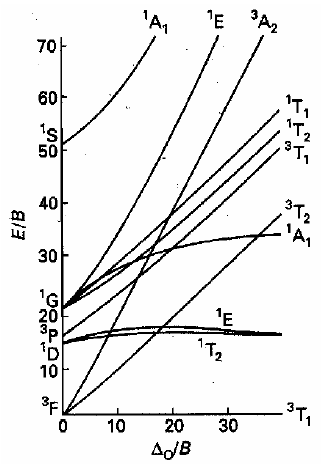 ¹A₁ ¹E ³A₂
70
60
¹T₁
¹T₂
¹S
50
³T₁
E/B
40
³T₂
¹A₁
30
¹G
20
¹E
³P
¹D
¹T₂
10
³F
³T₁
0 10 20 30
Δ₀/B